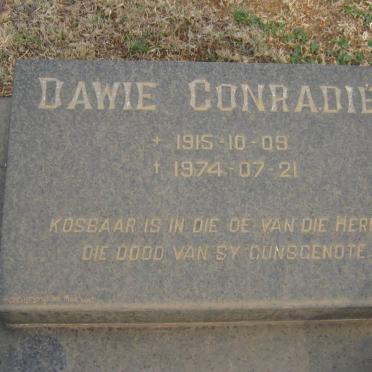 DAWIE CONRADIE
* 1915-10-09
† 1974-07-21
KOSBAAR IS IN DIE OË VAN DIE HERE
DIE DOOD VAN SY GUNSGENOTE